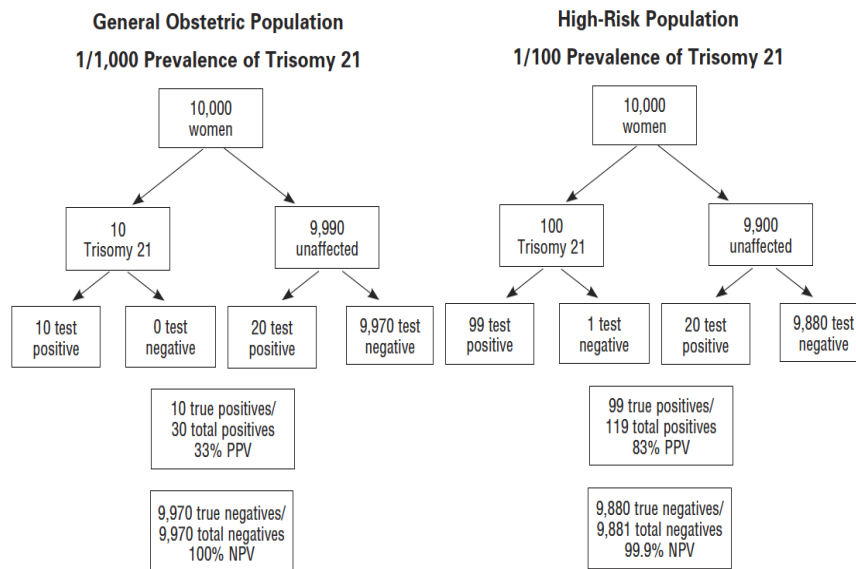 General Obstetric Population
1/1,000 Prevalence of Trisomy 21
10,000
women
10
Trisomy 21
9,990
unaffected
10 test
positive
0 test
negative
20 test
positive
9,970 test
negative
10 true positives/
30 total positives
33% PPV
9,970 true negatives/
9,970 total negatives
100% NPV
High-Risk Population
1/100 Prevalence of Trisomy 21
10,000
women
100
Trisomy 21
9,900
unaffected
99 test
positive
1 test
negative
20 test
positive
9,880 test
negative
99 true positives/
119 total positives
83% PPV
9,880 true negatives/
9,881 total negatives
99.9% NPV